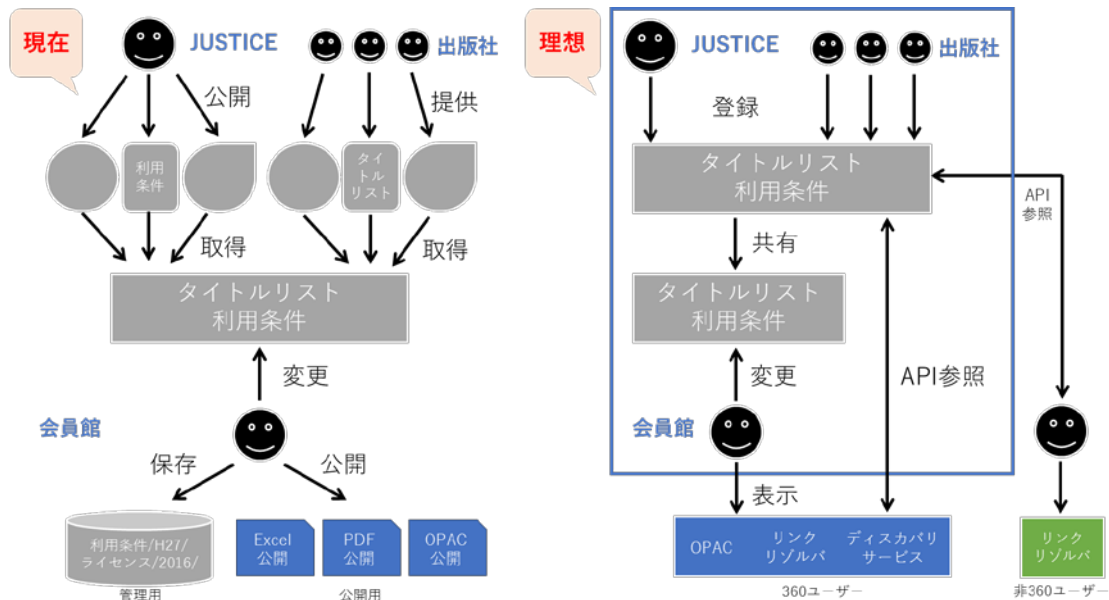 現在
JUSTICE
出版社
公開
提供
利用
条件
タイ
トル
リスト
取得
取得
タイトルリスト
利用条件
変更
会員館
保存
公開
利用条件/H27/
ライセンス/2016/
管理用
Excel
公開
PDF
公開
OPAC
公開
公開用
理想
JUSTICE
出版社
登録
タイトルリスト
利用条件
API
参照
共有
タイトルリスト
利用条件
変更
API参照
会員館
表示
OPAC
リンク
リゾルバ
ディスカバリ
サービス
360ユーザー
リンク
リゾルバ
非360ユーザー